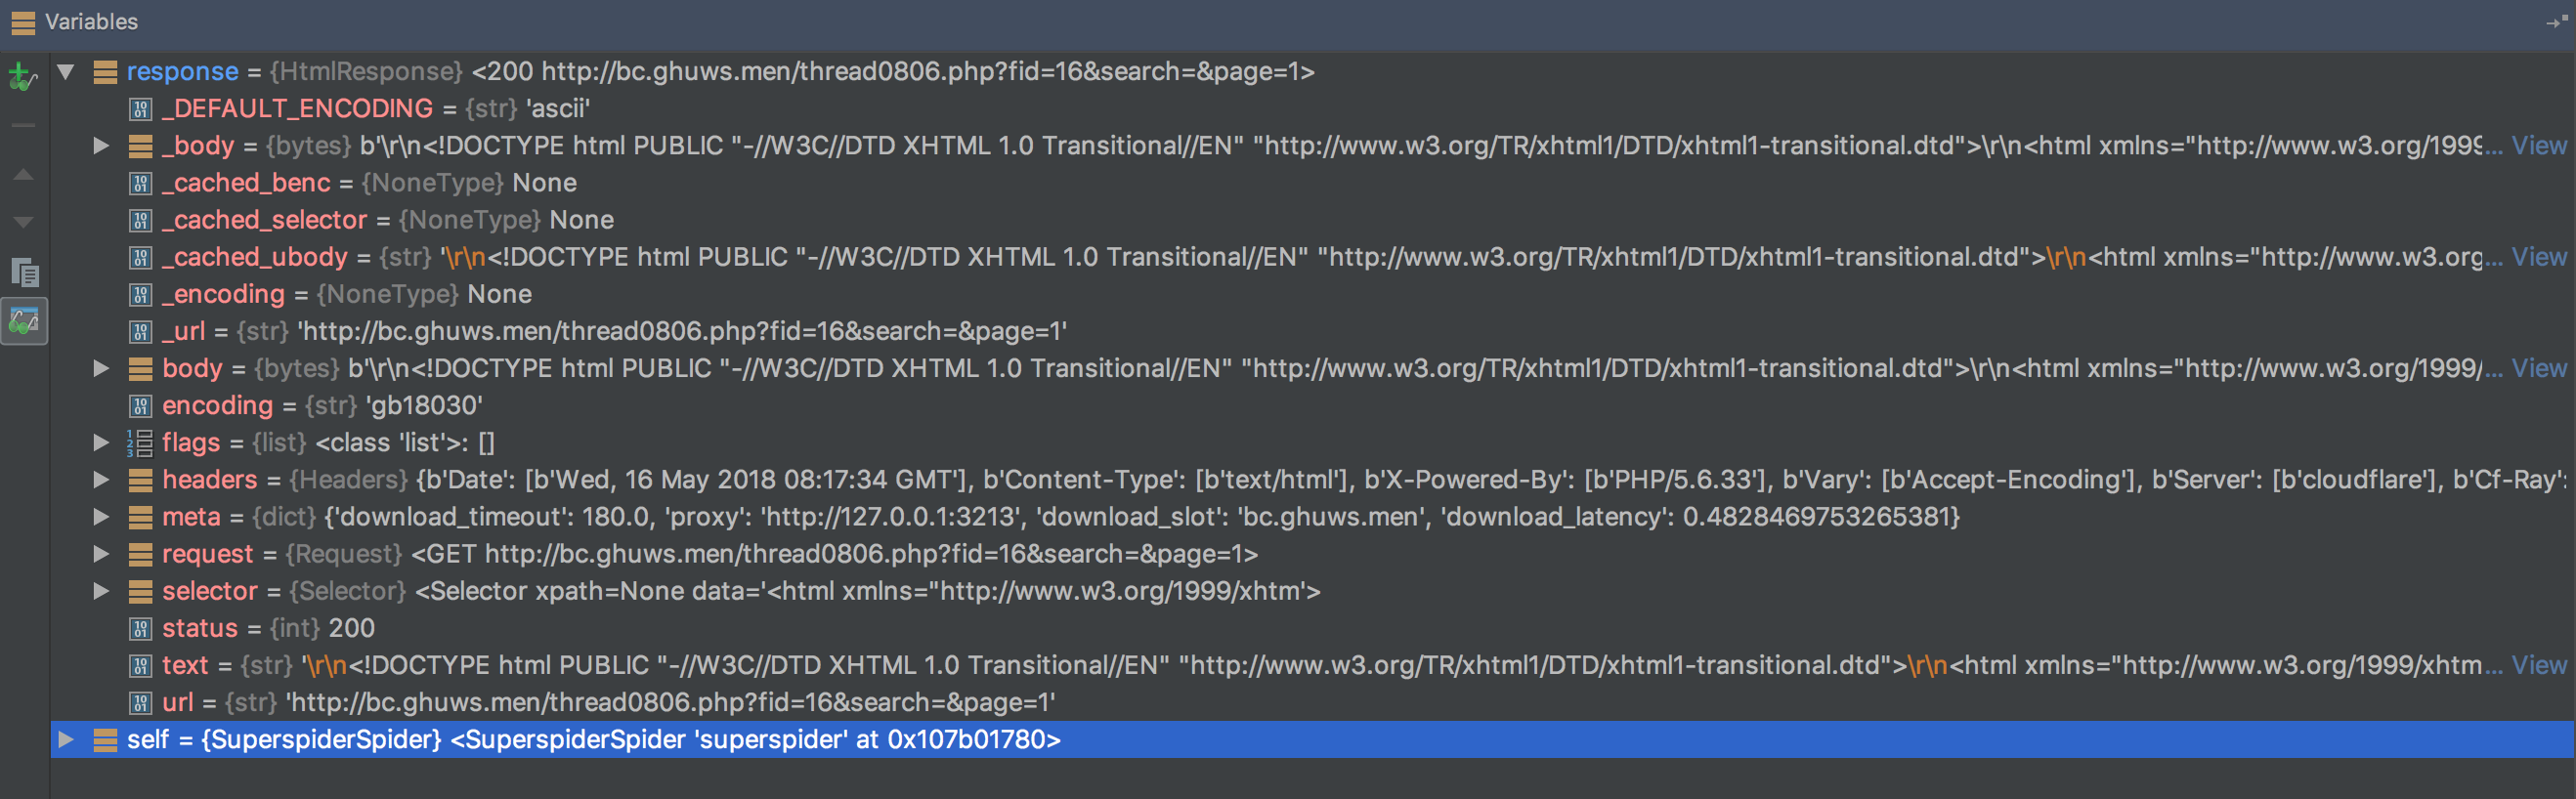 Variables
response = {HtmlResponse} <200 http://bc.ghuws.men/thread0806.php?fid=16&search=&page=1>
_DEFAULT_ENCODING = {str} 'ascii'
_body = {bytes} b'\r\n<!DOCTYPE html PUBLIC "-//W3C//DTD XHTML 1.0 Transitional//EN" "http://www.w3.org/TR/xhtml1/DTD/xhtml1-transitional.dtd">\r\n<html xmlns="http://www.w3.org/1999... View
_cached_benc = {NoneType} None
_cached_selector = {NoneType} None
_cached_ubody = {str} '\r\n<!DOCTYPE html PUBLIC "-//W3C//DTD XHTML 1.0 Transitional//EN" "http://www.w3.org/TR/xhtml1/DTD/xhtml1-transitional.dtd">\r\n<html xmlns="http://www.w3.org... View
_encoding = {NoneType} None
_url = {str} 'http://bc.ghuws.men/thread0806.php?fid=16&search=&page=1'
body = {bytes} b'\r\n<!DOCTYPE html PUBLIC "-//W3C//DTD XHTML 1.0 Transitional//EN" "http://www.w3.org/TR/xhtml1/DTD/xhtml1-transitional.dtd">\r\n<html xmlns="http://www.w3.org/1999/... View
encoding = {str} 'gb18030'
flags = {list} <class 'list'>: []
headers = {Headers} {b'Date': [b'Wed, 16 May 2018 08:17:34 GMT'], b'Content-Type': [b'text/html'], b'X-Powered-By': [b'PHP/5.6.33'], b'Vary': [b'Accept-Encoding'], b'Server': [b'cloudflare'], b'Cf-Ray':
meta = {dict} {'download_timeout': 180.0, 'proxy': 'http://127.0.0.1:3213', 'download_slot': 'bc.ghuws.men', 'download_latency': 0.4828469753265381}
request = {Request} <GET http://bc.ghuws.men/thread0806.php?fid=16&search=&page=1>
selector = {Selector} <Selector xpath=None data='<html xmlns="http://www.w3.org/1999/xhtm'>
status = {int} 200
text = {str} '\r\n<!DOCTYPE html PUBLIC "-//W3C//DTD XHTML 1.0 Transitional//EN" "http://www.w3.org/TR/xhtml1/DTD/xhtml1-transitional.dtd">\r\n<html xmlns="http://www.w3.org/1999/xhtm... View
url = {str} 'http://bc.ghuws.men/thread0806.php?fid=16&search=&page=1'
self = {SuperspiderSpider} <SuperspiderSpider 'superspider' at 0x107b01780>